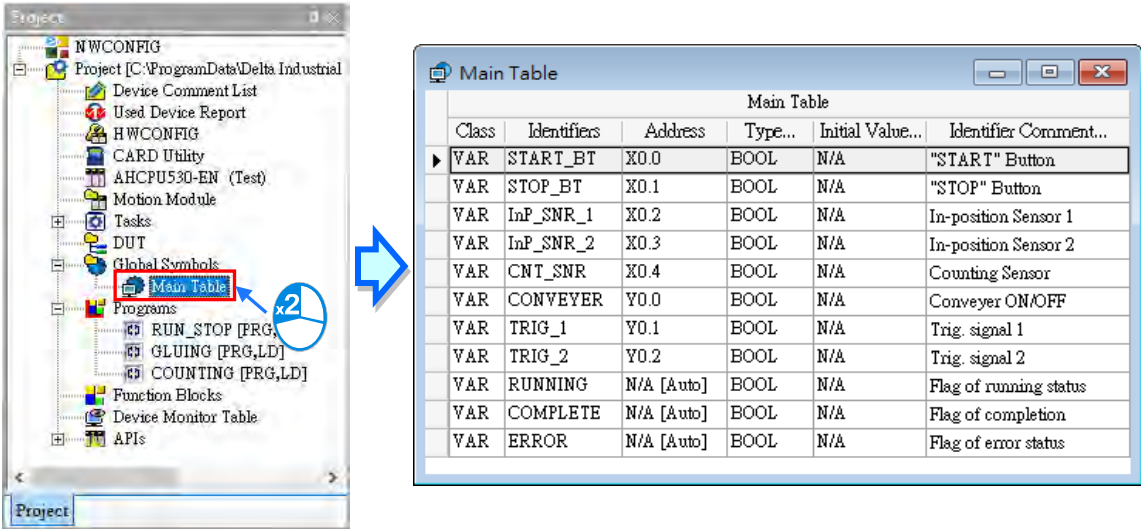 Project
NWCONFIG
Project [C:\ProgramData\Delta Industrial
Device Comment List
Used Device Report
HWCONFIG
CARD Utility
AHCPU530-EN (Test)
Motion Module
Tasks
DUT
Global Symbols
Main Table
Programs
RUN_STOP [PRG,
GLUING [PRG,LD]
COUNTING [PRG,LD]
Function Blocks
Device Monitor Table
APIs
Project
x2
Main Table
Main Table
Class Identifiers Address Type... Initial Value... Identifier Comment...
VAR START_BT X0.0 BOOL N/A "START" Button
VAR STOP_BT X0.1 BOOL N/A "STOP" Button
VAR InP_SNR_1 X0.2 BOOL N/A In-position Sensor 1
VAR InP_SNR_2 X0.3 BOOL N/A In-position Sensor 2
VAR CNT_SNR X0.4 BOOL N/A Counting Sensor
VAR CONVEYER Y0.0 BOOL N/A Conveyer ON/OFF
VAR TRIG_1 Y0.1 BOOL N/A Trig. signal 1
VAR TRIG_2 Y0.2 BOOL N/A Trig. signal 2
VAR RUNNING N/A [Auto] BOOL N/A Flag of running status
VAR COMPLETE N/A [Auto] BOOL N/A Flag of completion
VAR ERROR N/A [Auto] BOOL N/A Flag of error status